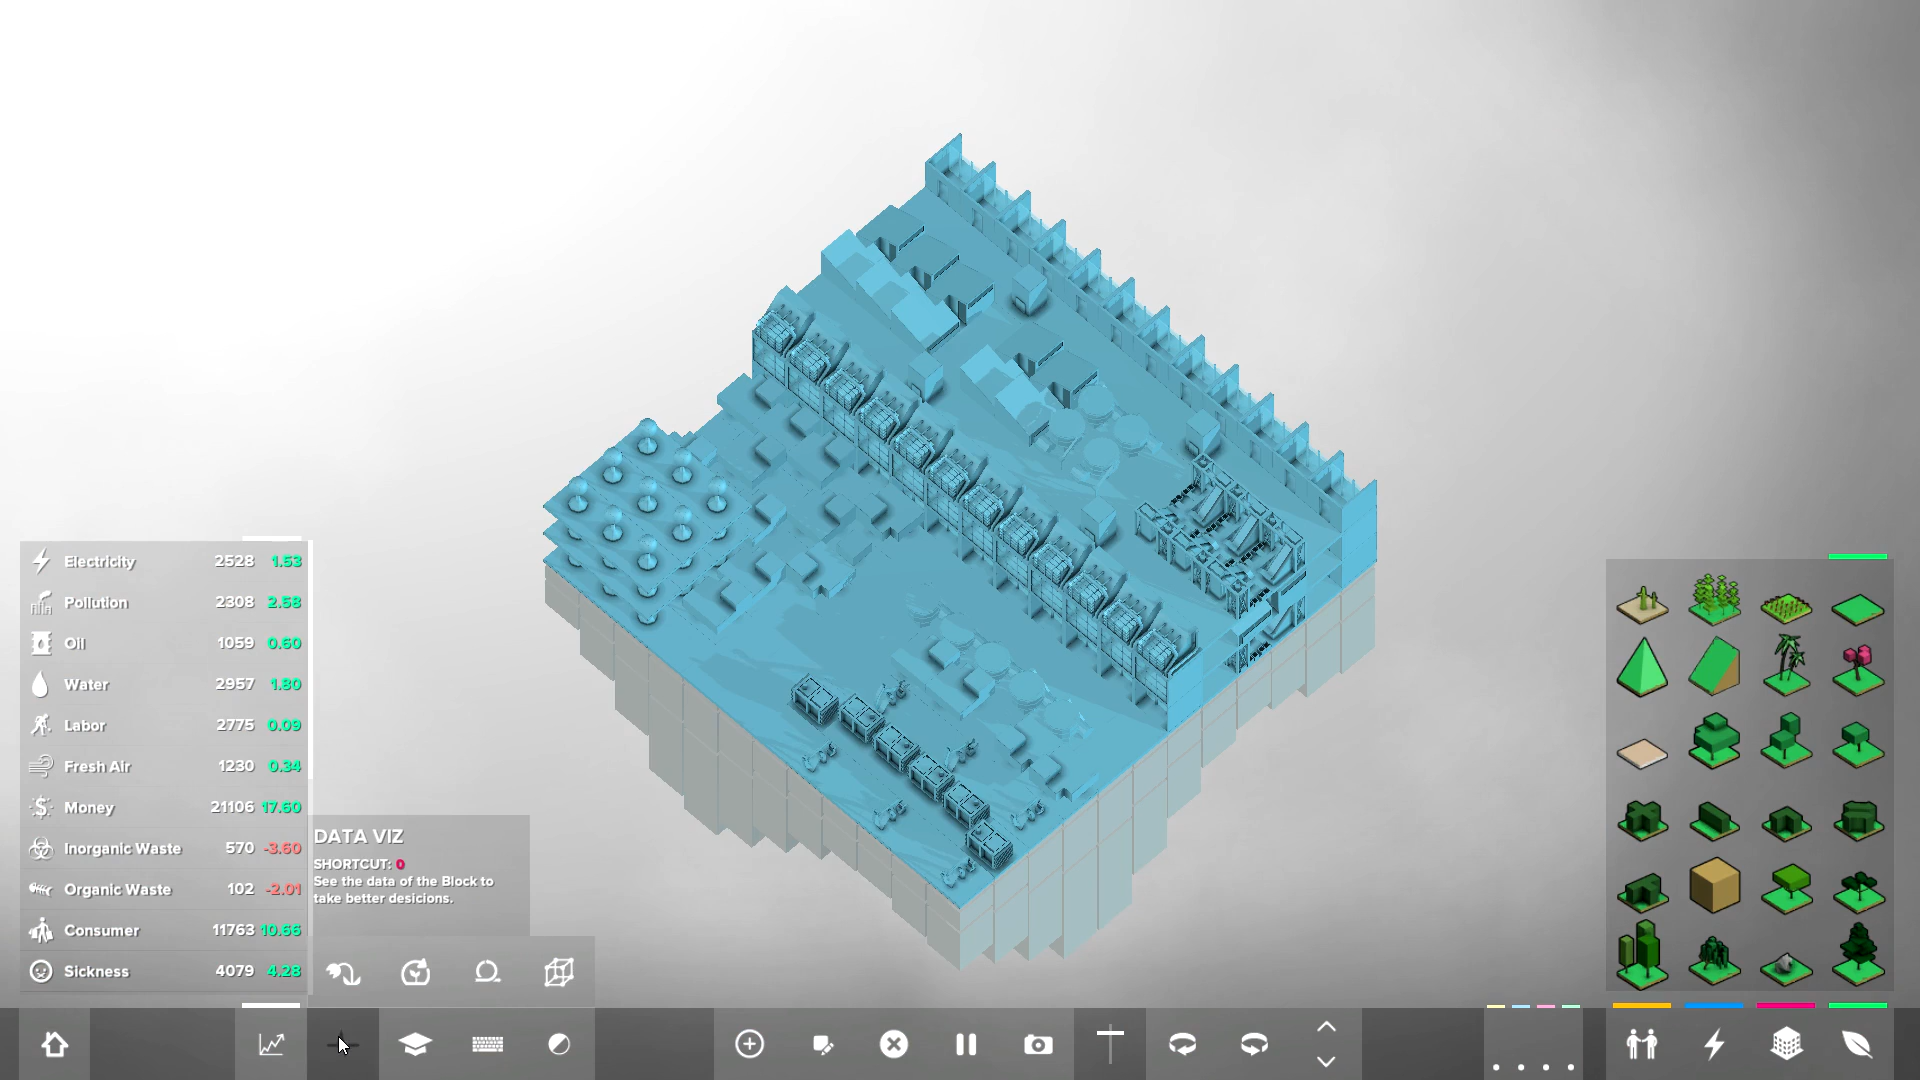 Electricity 2528 1.53
Pollution 2308 2.58
Oil 1059 0.60
Water 2957 1.80
Labor 2775 0.09
Fresh Air 1230 0.34
Money 21106 17.60
Inorganic Waste 570 -3.60
Organic Waste 102 -2.01
Consumer 11763 10.66
Sickness 4079 4.28
DATA VIZ
SHORTCUT: 0
See the data of the Block to
take better desicions.